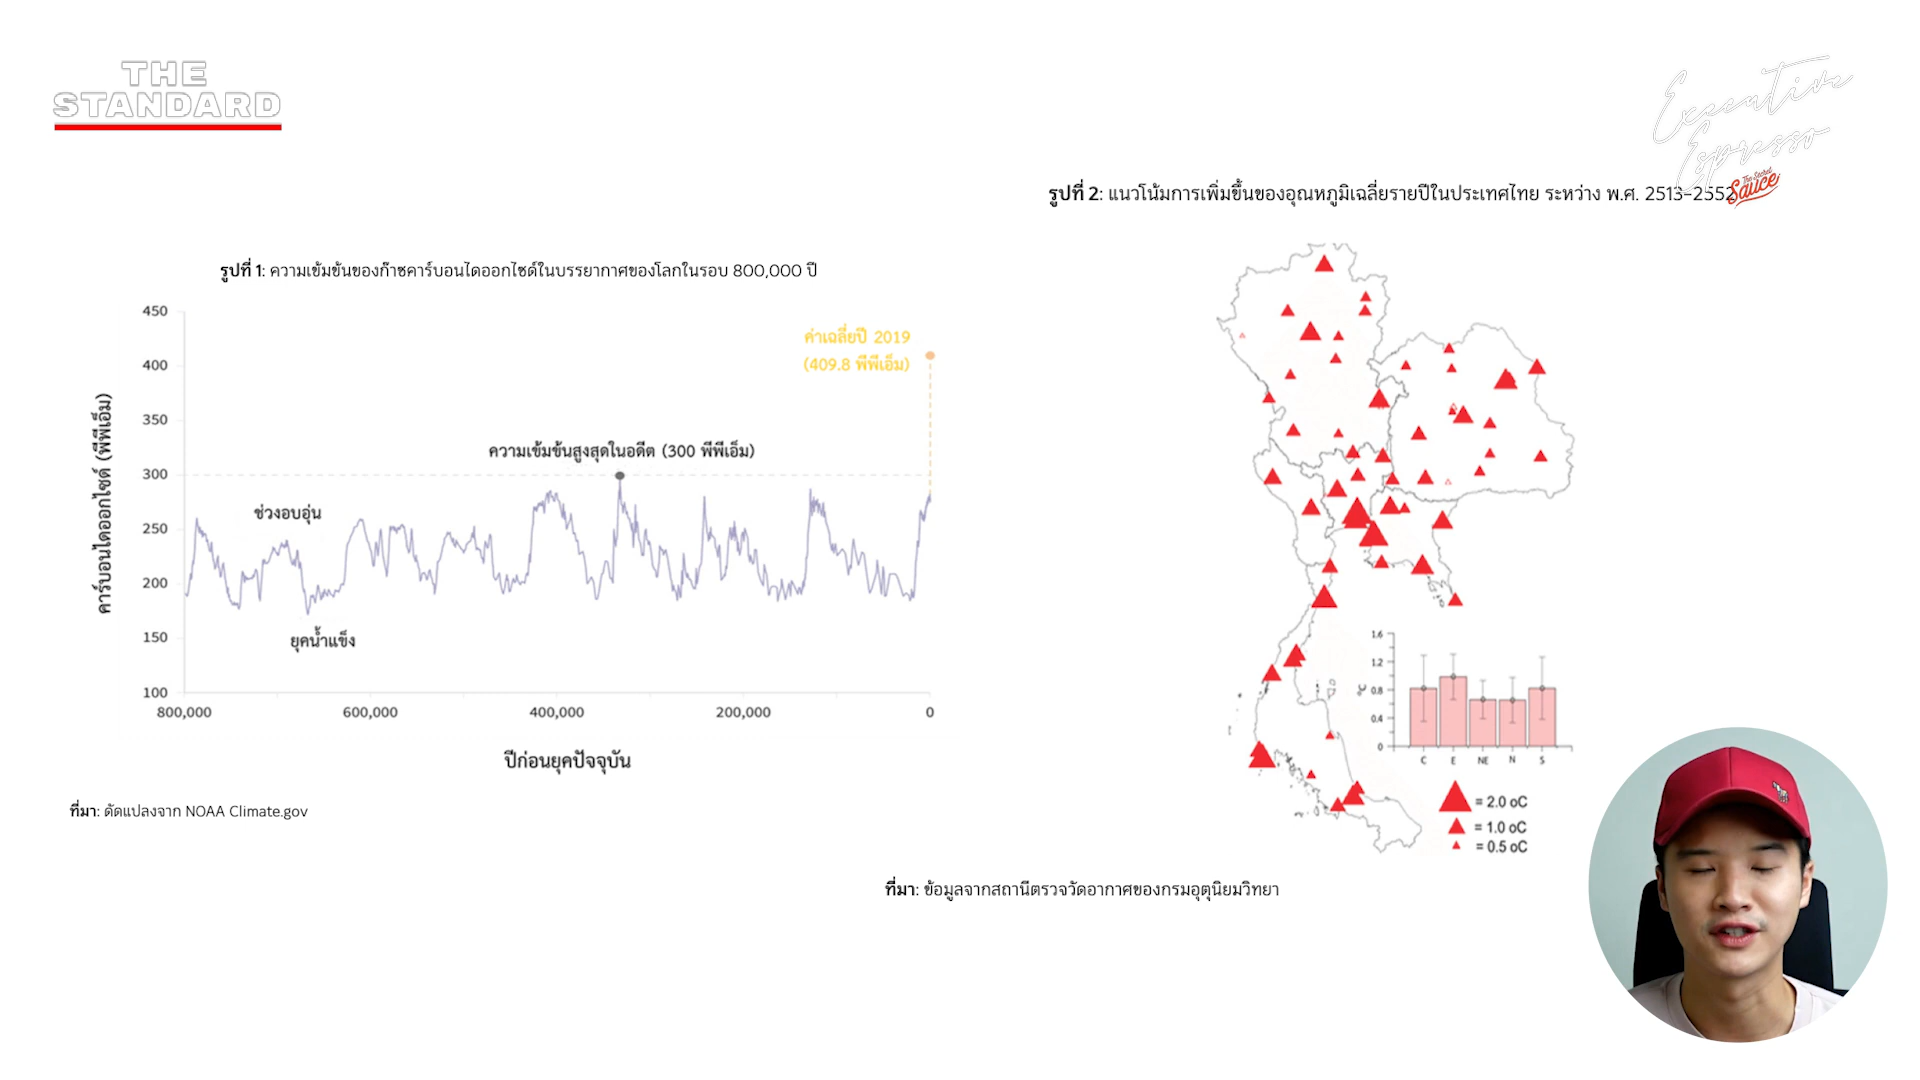 THE
STANDARD
Executive
Espresso
The Secret
Sauce
รูปที่ 1: ความเข้มข้นของก๊าซคาร์บอนไดออกไซด์ในบรรยากาศของโลกในรอบ 800,000 ปี
คาร์บอนไดออกไซด์ (พีพีเอ็ม)
450
400
350
300
250
200
150
100
ค่าเฉลี่ยปี 2019
(409.8 พีพีเอ็ม)
ความเข้มข้นสูงสุดในอดีต (300 พีพีเอ็ม)
ช่วงอบอุ่น
ยุคน้ำแข็ง
800,000
600,000
400,000
200,000
0
ปีก่อนยุคปัจจุบัน
ที่มา: ดัดแปลงจาก NOAA Climate.gov
รูปที่ 2: แนวโน้มการเพิ่มขึ้นของอุณหภูมิเฉลี่ยรายปีในประเทศไทย ระหว่าง พ.ศ. 2513-2552
1.6
1.2
0.8
0.4
0
°C
C
E
NE
N
S
= 2.0 oC
= 1.0 oC
= 0.5 oC
ที่มา: ข้อมูลจากสถานีตรวจวัดอากาศของกรมอุตุนิยมวิทยา